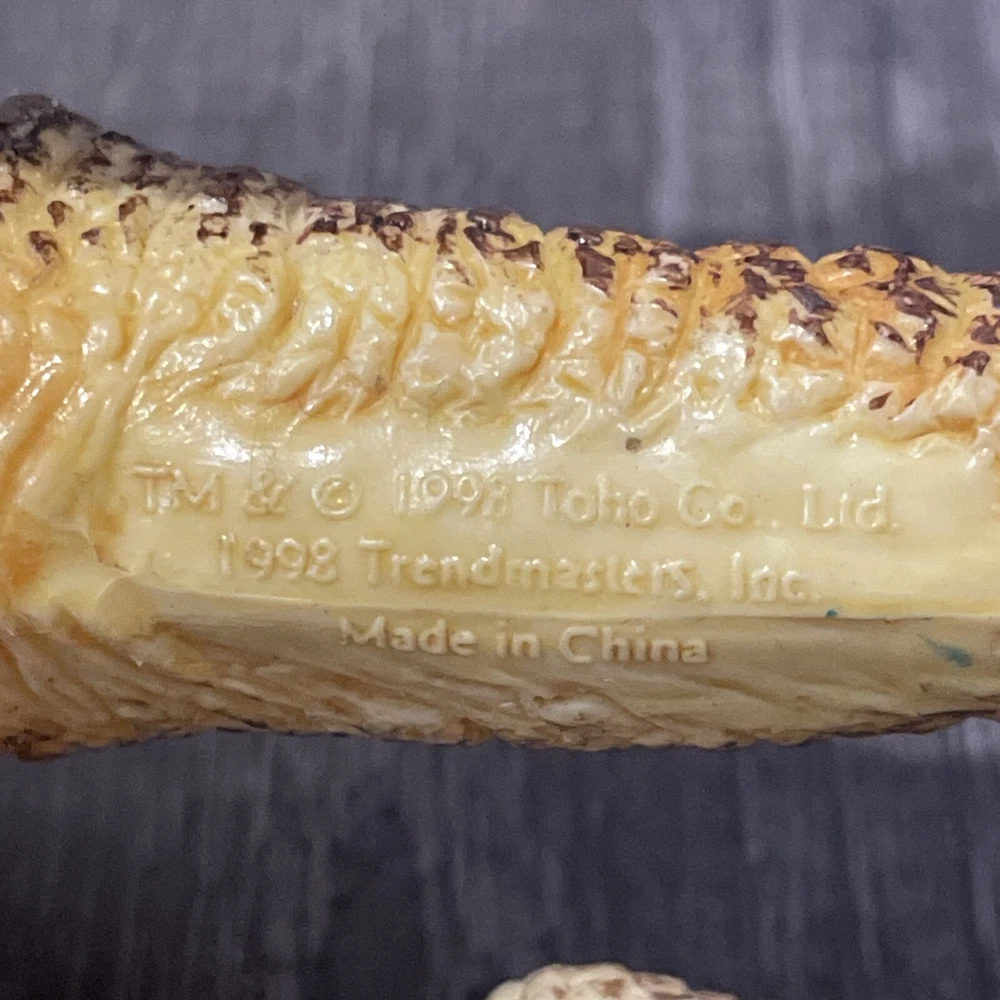 TM & © 1998 Toho Co., Ltd.
1998 Trendmasters, Inc.
Made in China